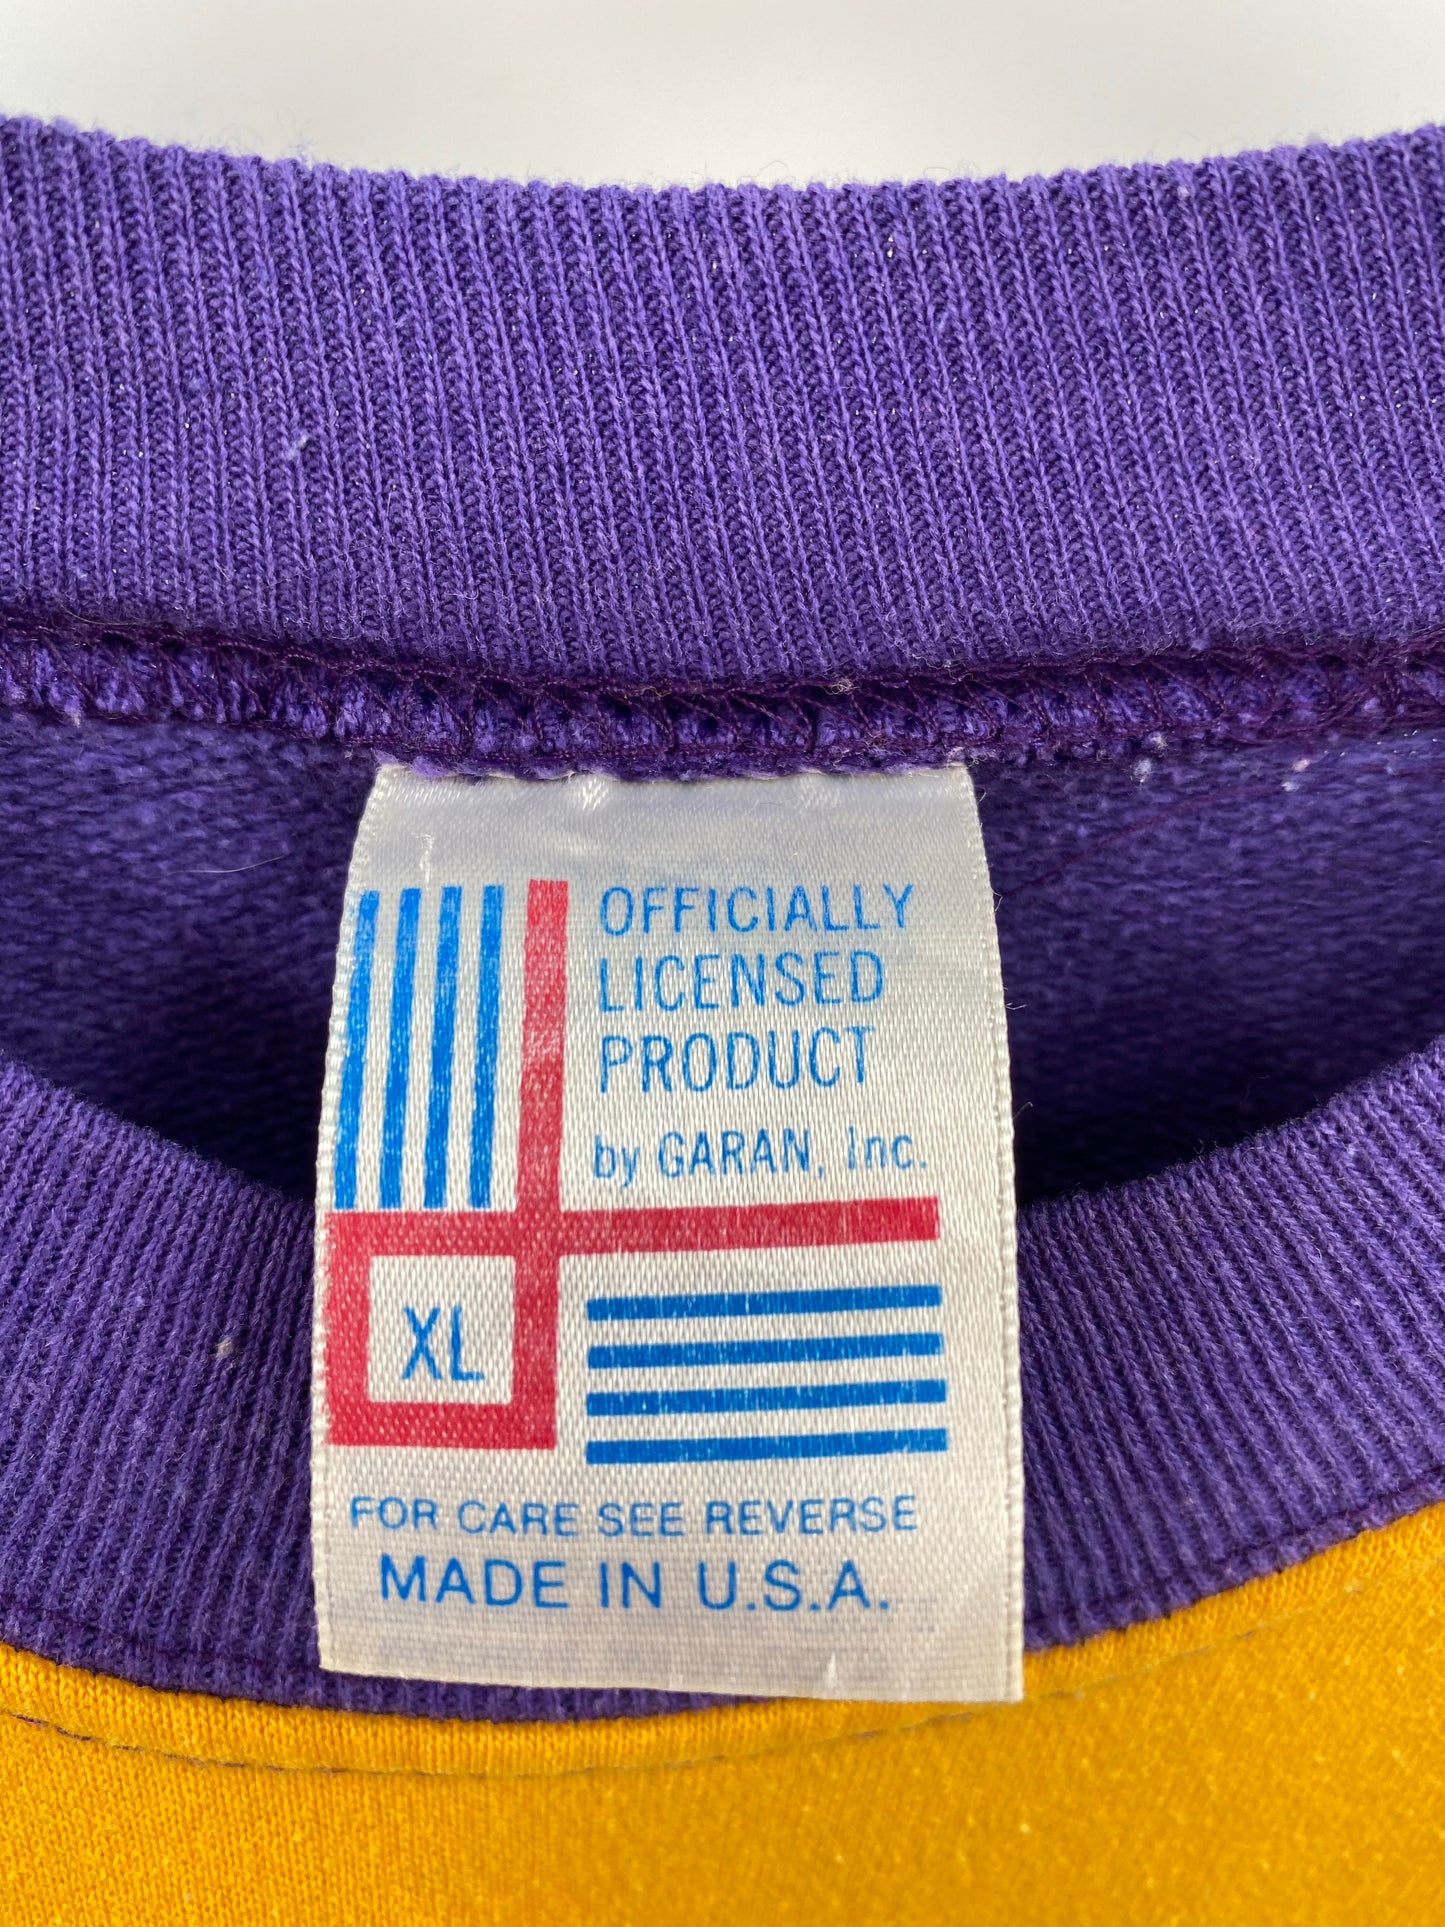 OFFICIALLY
LICENSED
PRODUCT
by GARAN, Inc.
XL
FOR CARE SEE REVERSE
MADE IN U.S.A.